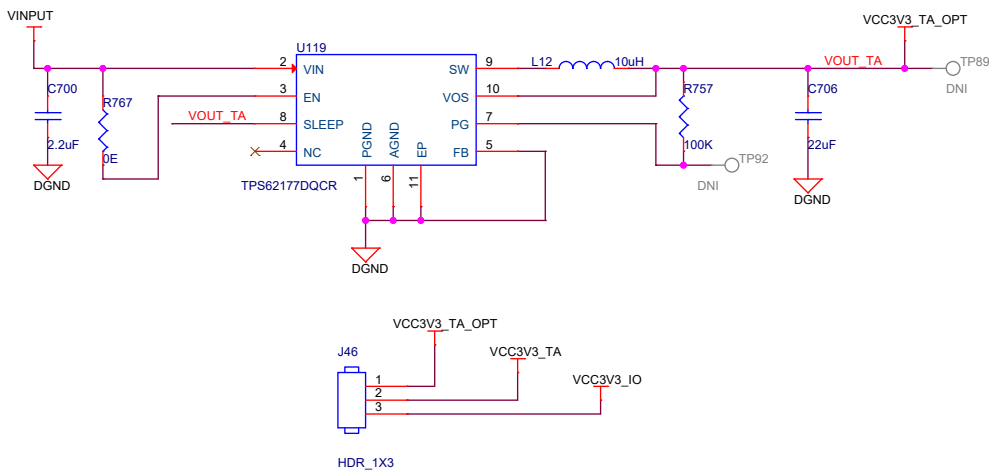 VINPUT
VCC3V3_TA_OPT
U119
2 VIN SW 9 L12 10uH VOUT_TA TP89
DNI
C700 R767 3 EN VOS 10 R757 C706
VOUT_TA 8 SLEEP PG 7
2.2uF 0E 4 NC PGND AGND EP FB 5 100K 22uF
TP92
DNI
DGND TPS62177DQCR 1 6 11 DGND
DGND
VCC3V3_TA_OPT
J46 VCC3V3_TA
VCC3V3_IO
1
2
3
HDR_1X3